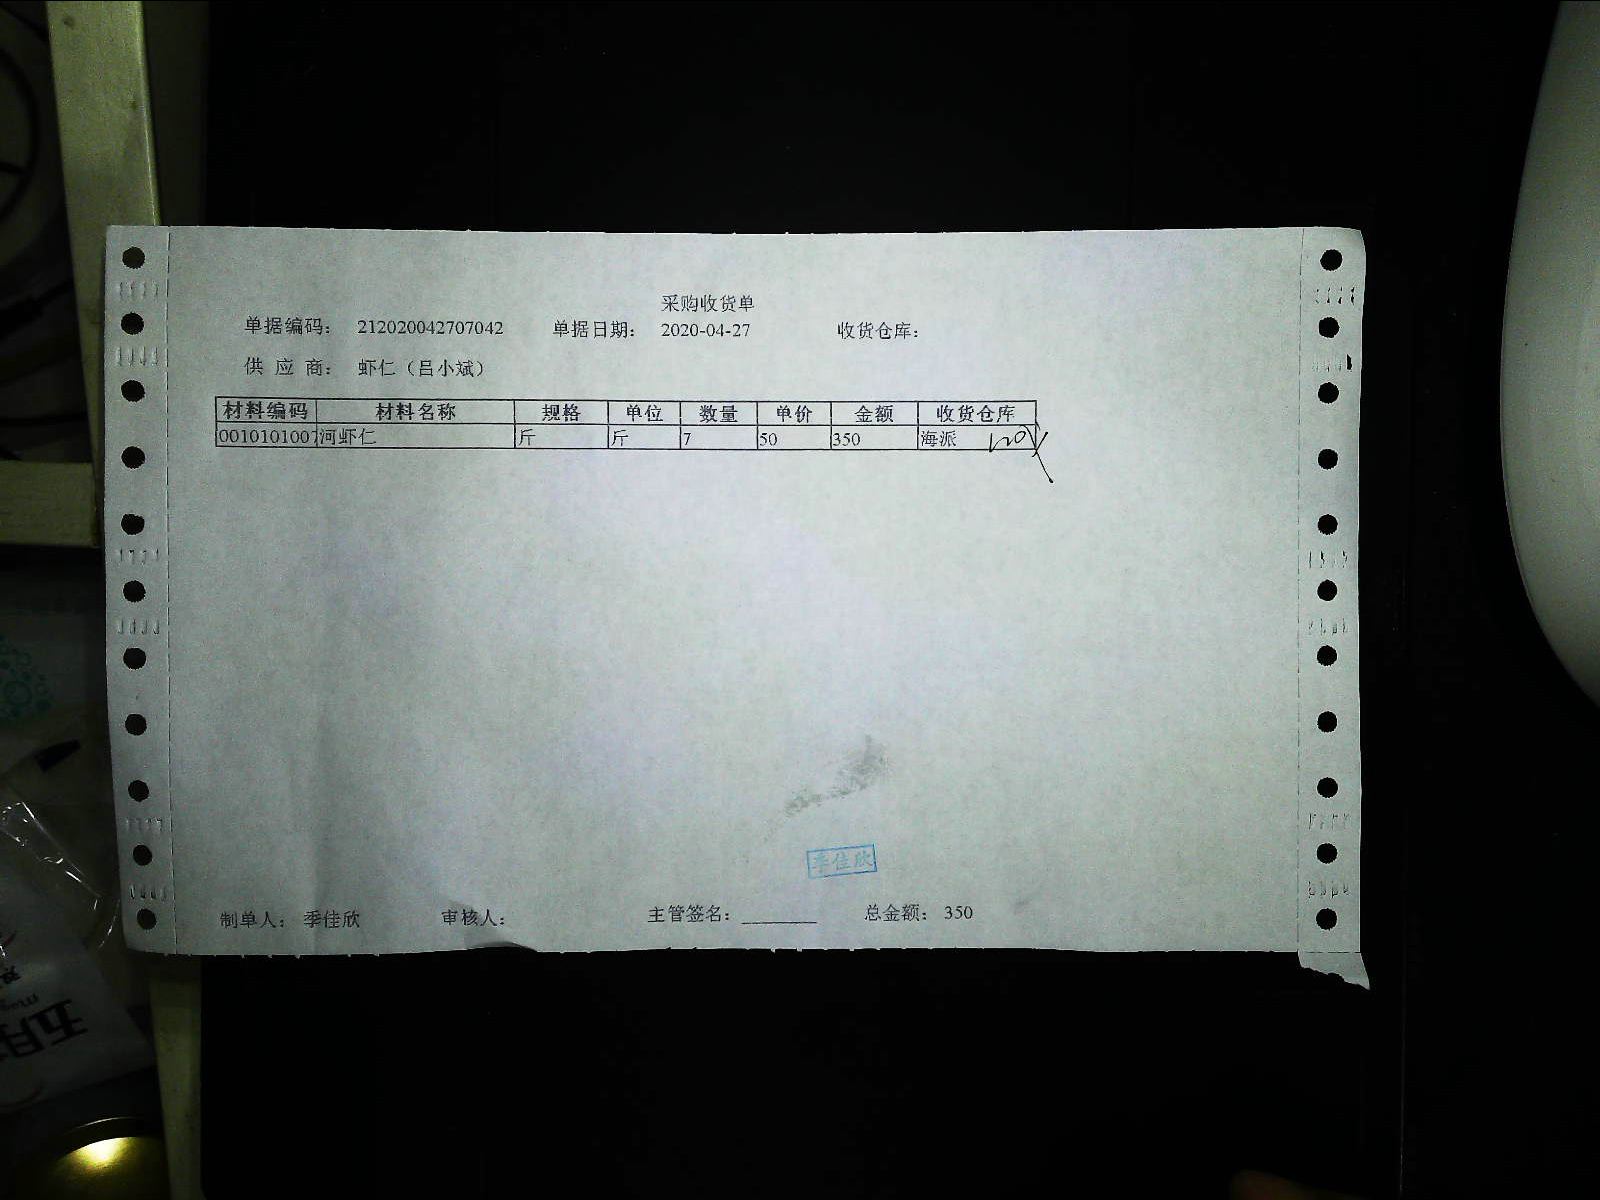 采购收货单
单据编码： 212020042707042 单据日期： 2020-04-27 收货仓库：
供 应 商： 虾仁（吕小斌）
材料编码 材料名称 规格 单位 数量 单价 金额 收货仓库
0010101007 河虾仁 斤 斤 7 50 350 海派
季佳欣
制单人： 季佳欣 审核人： 主管签名：________ 总金额： 350
五月